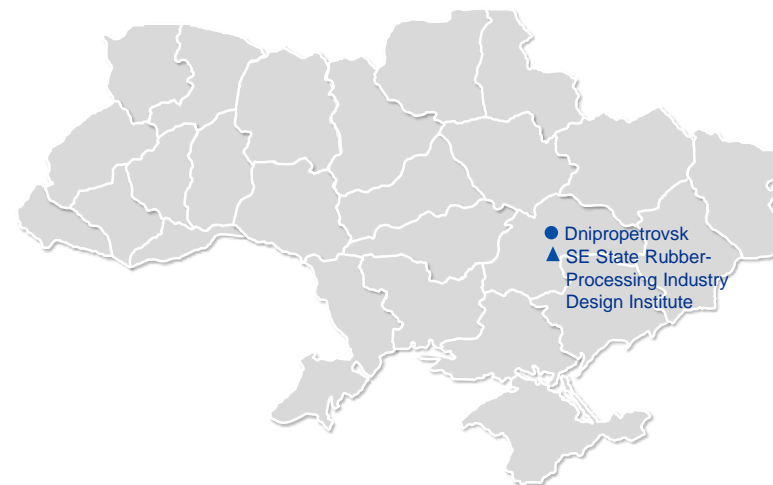 Dnipropetrovsk
SE State Rubber-
Processing Industry
Design Institute